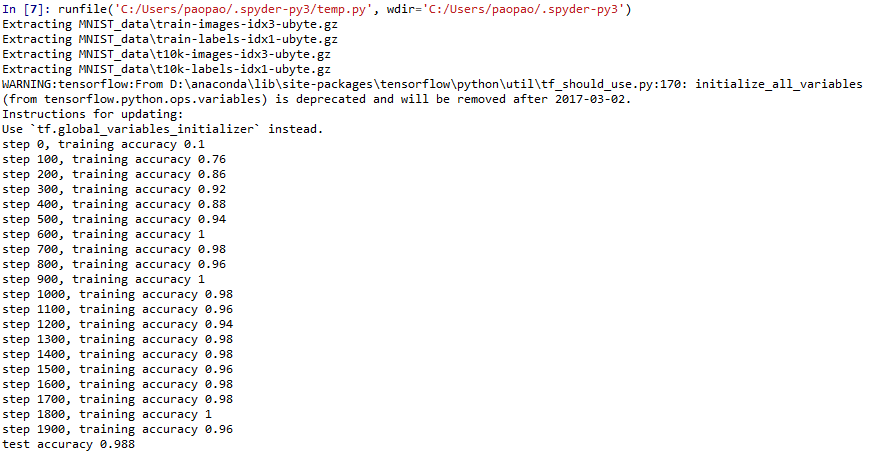 In [7]: runfile('C:/Users/paopao/.spyder-py3/temp.py', wdir='C:/Users/paopao/.spyder-py3')
Extracting MNIST_data\train-images-idx3-ubyte.gz
Extracting MNIST_data\train-labels-idx1-ubyte.gz
Extracting MNIST_data\t10k-images-idx3-ubyte.gz
Extracting MNIST_data\t10k-labels-idx1-ubyte.gz
WARNING:tensorflow:From D:\anaconda\lib\site-packages\tensorflow\python\util\tf_should_use.py:170: initialize_all_variables
(from tensorflow.python.ops.variables) is deprecated and will be removed after 2017-03-02.
Instructions for updating:
Use `tf.global_variables_initializer` instead.
step 0, training accuracy 0.1
step 100, training accuracy 0.76
step 200, training accuracy 0.86
step 300, training accuracy 0.92
step 400, training accuracy 0.88
step 500, training accuracy 0.94
step 600, training accuracy 1
step 700, training accuracy 0.98
step 800, training accuracy 0.96
step 900, training accuracy 1
step 1000, training accuracy 0.98
step 1100, training accuracy 0.96
step 1200, training accuracy 0.94
step 1300, training accuracy 0.98
step 1400, training accuracy 0.98
step 1500, training accuracy 0.96
step 1600, training accuracy 0.98
step 1700, training accuracy 0.98
step 1800, training accuracy 1
step 1900, training accuracy 0.96
test accuracy 0.988